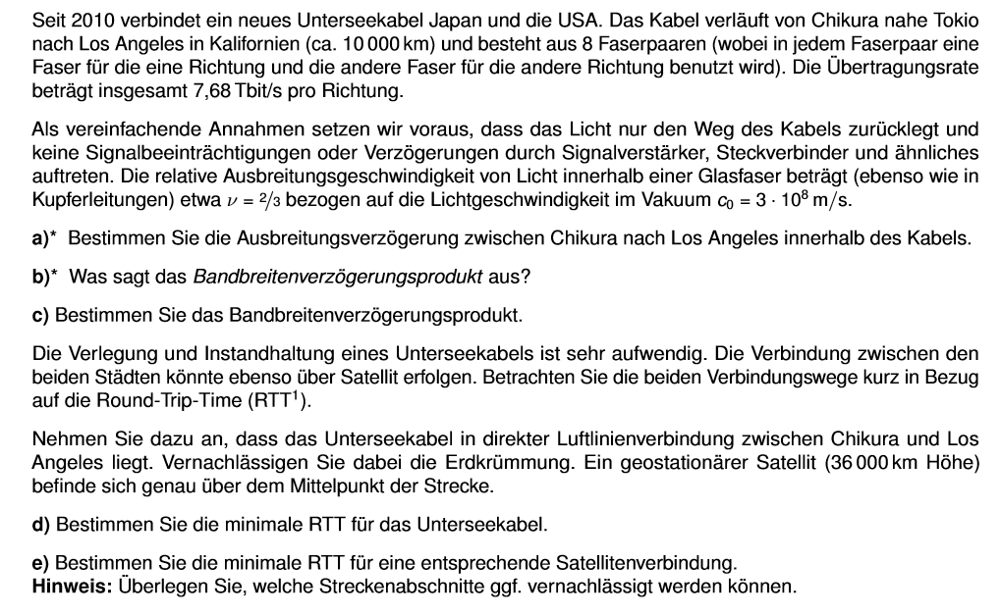 Seit 2010 verbindet ein neues Unterseekabel Japan und die USA. Das Kabel verläuft von Chikura nahe Tokio
nach Los Angeles in Kalifornien (ca. 10 000 km) und besteht aus 8 Faserpaaren (wobei in jedem Faserpaar eine
Faser für die eine Richtung und die andere Faser für die andere Richtung benutzt wird). Die Übertragungsrate
beträgt insgesamt 7,68 Tbit/s pro Richtung.
Als vereinfachende Annahmen setzen wir voraus, dass das Licht nur den Weg des Kabels zurücklegt und
keine Signalbeeinträchtigungen oder Verzögerungen durch Signalverstärker, Steckverbinder und ähnliches
auftreten. Die relative Ausbreitungsgeschwindigkeit von Licht innerhalb einer Glasfaser beträgt (ebenso wie in
Kupferleitungen) etwa ν = 2/3 bezogen auf die Lichtgeschwindigkeit im Vakuum c₀ = 3 · 10⁸ m/s.
a)* Bestimmen Sie die Ausbreitungsverzögerung zwischen Chikura nach Los Angeles innerhalb des Kabels.
b)* Was sagt das Bandbreitenverzögerungsprodukt aus?
c) Bestimmen Sie das Bandbreitenverzögerungsprodukt.
Die Verlegung und Instandhaltung eines Unterseekabels ist sehr aufwendig. Die Verbindung zwischen den
beiden Städten könnte ebenso über Satellit erfolgen. Betrachten Sie die beiden Verbindungswege kurz in Bezug
auf die Round-Trip-Time (RTT¹).
Nehmen Sie dazu an, dass das Unterseekabel in direkter Luftlinienverbindung zwischen Chikura und Los
Angeles liegt. Vernachlässigen Sie dabei die Erdkrümmung. Ein geostationärer Satellit (36 000 km Höhe)
befinde sich genau über dem Mittelpunkt der Strecke.
d) Bestimmen Sie die minimale RTT für das Unterseekabel.
e) Bestimmen Sie die minimale RTT für eine entsprechende Satellitenverbindung.
Hinweis: Überlegen Sie, welche Streckenabschnitte ggf. vernachlässigt werden können.